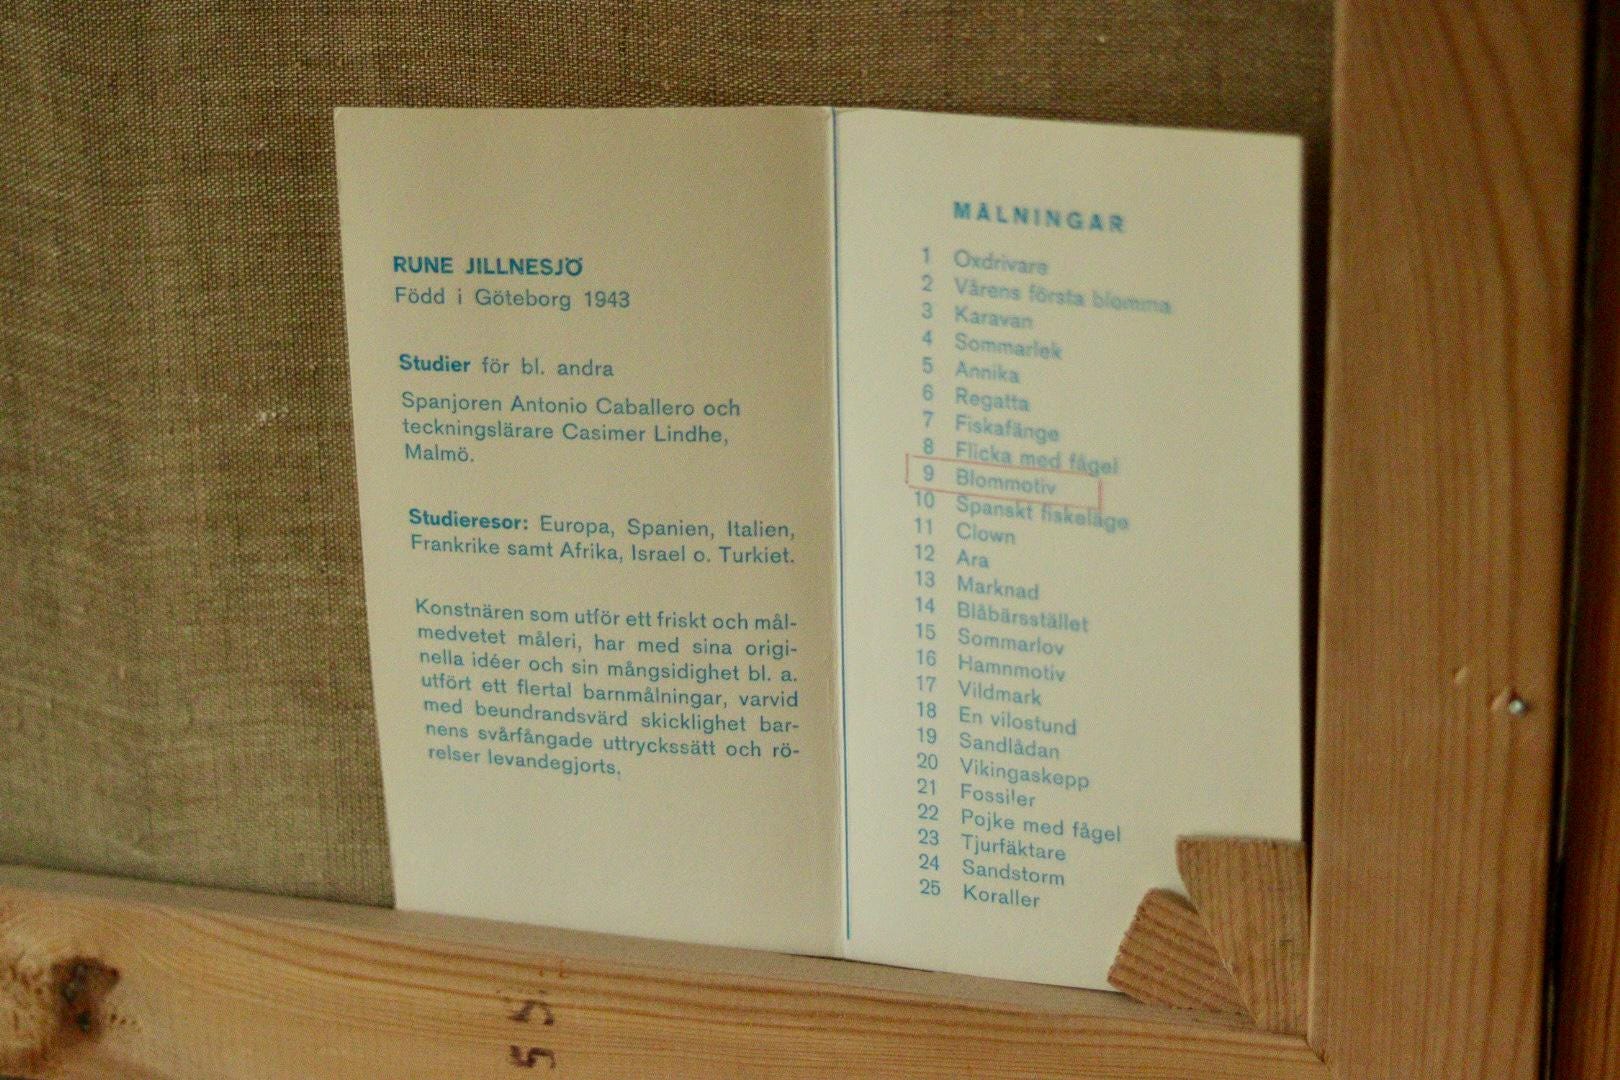 RUNE JILLNESJÖ
Född i Göteborg 1943
Studier för bl. andra
Spanjoren Antonio Caballero och
teckningslärare Casimer Lindhe,
Malmö.
Studieresor: Europa, Spanien, Italien,
Frankrike samt Afrika, Israel o. Turkiet.
Konstnären som utför ett friskt och mål-
medvetet måleri, har med sina origi-
nella idéer och sin mångsidighet bl. a.
utfört ett flertal barnmålningar, varvid
med beundrandsvärd skicklighet bar-
nens svårfångade uttryckssätt och rö-
relser levandegjorts.
MÅLNINGAR
1 Oxdrivare
2 Vårens första blomma
3 Karavan
4 Sommarlek
5 Annika
6 Regatta
7 Fiskafänge
8 Flicka med fågel
9 Blommotiv
10 Spanskt fiskeläge
11 Clown
12 Ara
13 Marknad
14 Blåbärsstället
15 Sommarlov
16 Hamnmotiv
17 Vildmark
18 En vilostund
19 Sandlådan
20 Vikingaskepp
21 Fossiler
22 Pojke med fågel
23 Tjurfäktare
24 Sandstorm
25 Koraller
5